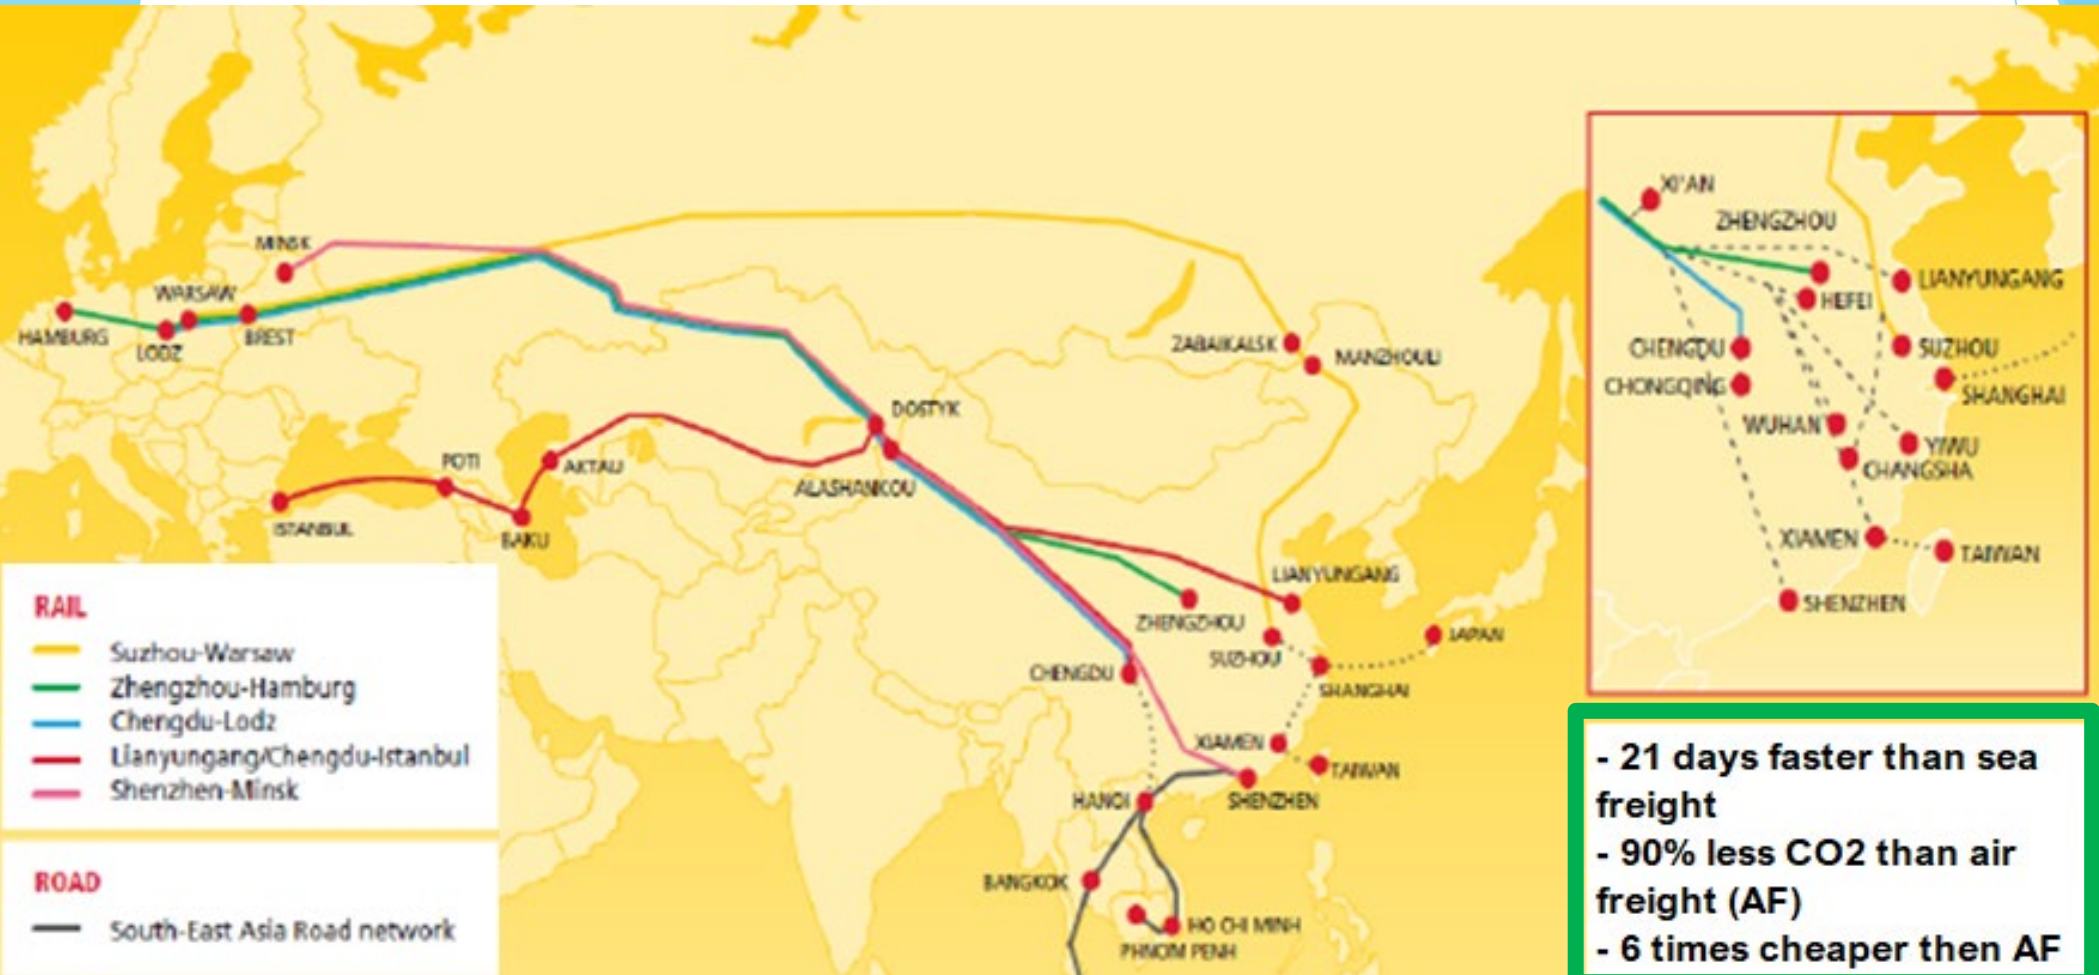 MINSK
WARSAW
HAMBURG
LODZ
BREST
ZABAIKALSK
MANZHOULI
DOSTYK
POTI
AKTAU
ALASHANKOU
ISTANBUL
BAKU
LIANYUNGANG
ZHENGZHOU
JAPAN
SUZHOU
CHENGDU
SHANGHAI
XIAMEN
TAIWAN
HANOI
SHENZHEN
BANGKOK
HO CHI MINH
PHNOM PENH
RAIL
Suzhou-Warsaw
Zhengzhou-Hamburg
Chengdu-Lodz
Lianyungang/Chengdu-Istanbul
Shenzhen-Minsk
ROAD
South-East Asia Road network
XI'AN
ZHENGZHOU
LIANYUNGANG
HEFEI
CHENGDU
SUZHOU
CHONGQING
SHANGHAI
WUHAN
YIWU
CHANGSHA
XIAMEN
TAIWAN
SHENZHEN
- 21 days faster than sea
freight
- 90% less CO2 than air
freight (AF)
- 6 times cheaper then AF